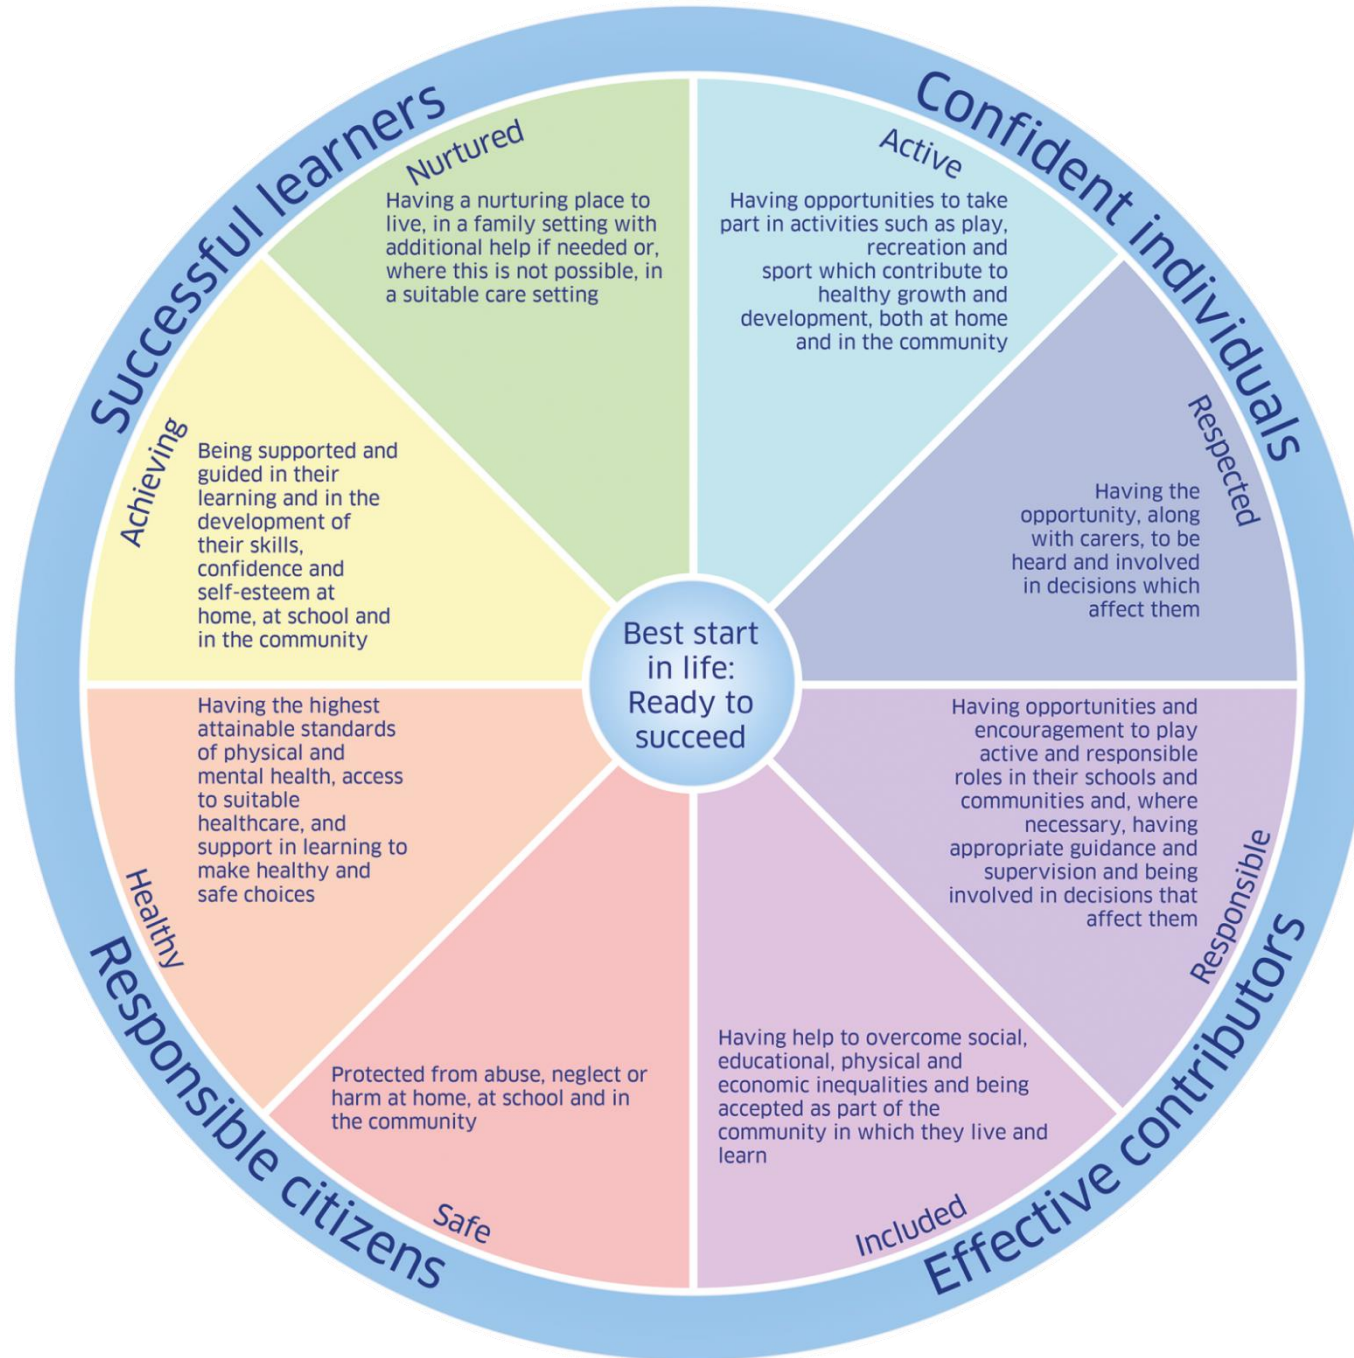 Successful learners
Confident individuals
Nurtured
Having a nurturing place to
live, in a family setting with
additional help if needed or,
where this is not possible, in
a suitable care setting
Active
Having opportunities to take
part in activities such as play,
recreation and
sport which contribute to
healthy growth and
development, both at home
and in the community
Achieving
Being supported and
guided in their
learning and in the
development of
their skills,
confidence and
self-esteem at
home, at school and
in the community
Respected
Having the
opportunity, along
with carers, to be
heard and involved
in decisions which
affect them
Best start
in life:
Ready to
succeed
Having the highest
attainable standards
of physical and
mental health, access
to suitable
healthcare, and
support in learning to
make healthy and
safe choices
Healthy
Having opportunities and
encouragement to play
active and responsible
roles in their schools and
communities and, where
necessary, having
appropriate guidance and
supervision and being
involved in decisions that
affect them
Responsible
Protected from abuse, neglect or
harm at home, at school and in
the community
Safe
Having help to overcome social,
educational, physical and
economic inequalities and being
accepted as part of the
community in which they live and
learn
Included
Responsible citizens
Effective contributors